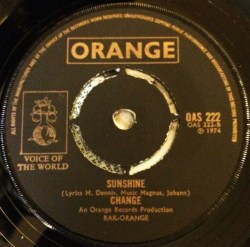 ORANGE
OAS 222
OAS 222-B
℗ 1974
VOICE OF
THE WORLD
SUNSHINE
(Lyrics M. Dennis, Music Magnus, Johann)
CHANGE
An Orange Records Production
RAK-ORANGE